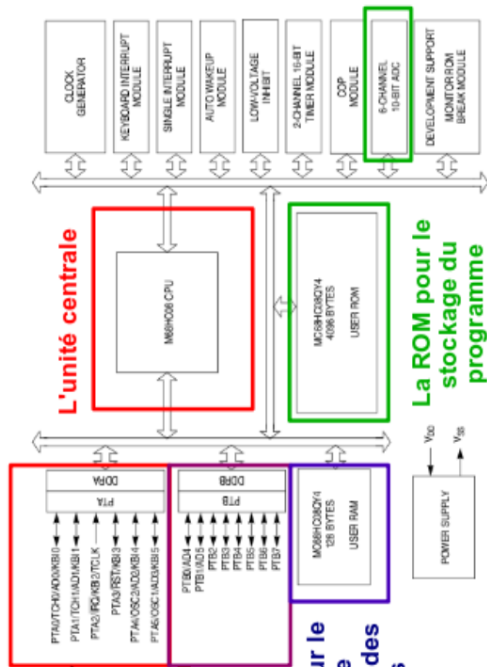 CLOCK
GENERATOR
KEYBOARD INTERRUPT
MODULE
SINGLE INTERRUPT
MODULE
AUTO WAKEUP
MODULE
LOW-VOLTAGE
INHIBIT
2-CHANNEL 16-BIT
TIMER MODULE
COP
MODULE
6-CHANNEL
10-BIT ADC
DEVELOPMENT SUPPORT
MONITOR ROM
BREAK MODULE
L'unité centrale
M68HC08 CPU
MC68HC08QY4
4096 BYTES
USER ROM
La ROM pour le
stockage du
programme
PTA0/TCH0/AD0/KBI0
PTA1/TCH1/AD1/KBI1
PTA2/IRQ/KBI2/TCLK
PTA3/RST/KBI3
PTA4/OSC2/AD2/KBI4
PTA5/OSC1/AD3/KBI5
PTA
DDRA
PTB0/AD4
PTB1/AD5
PTB2
PTB3
PTB4
PTB5
PTB6
PTB7
PTB
DDRB
MC68HC08QY4
128 BYTES
USER RAM
POWER SUPPLY
VDD
VSS
le
des